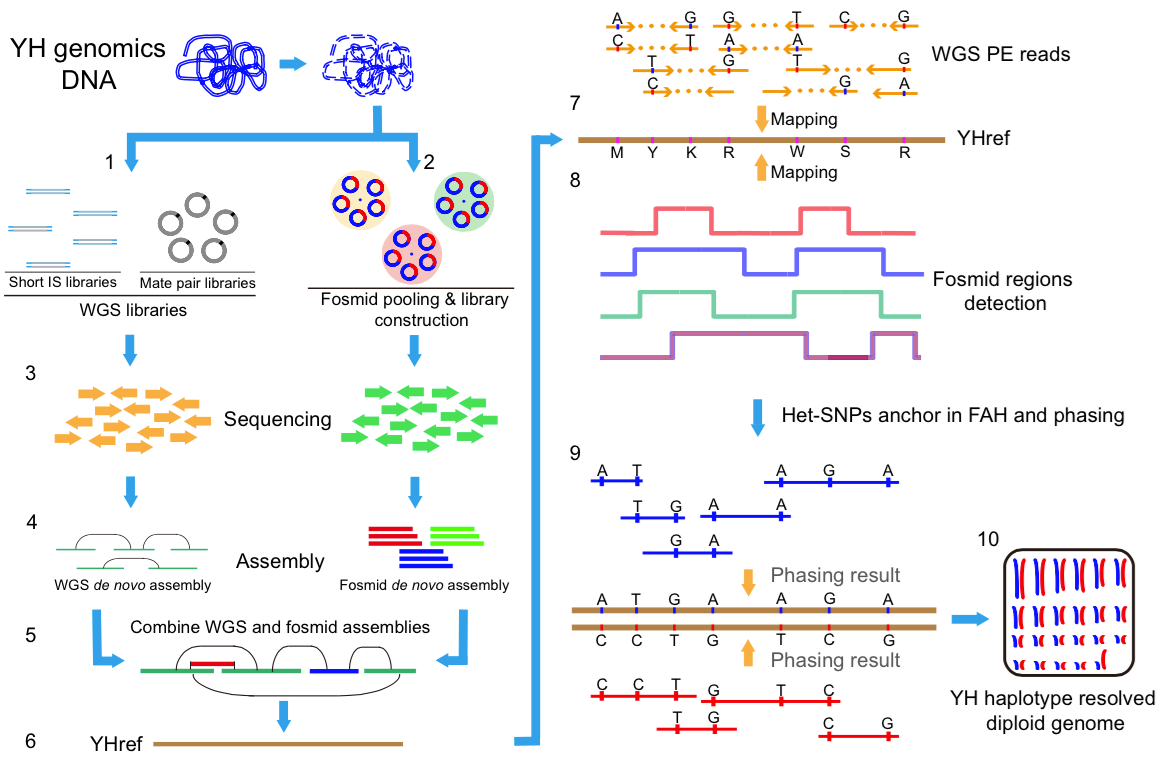 YH genomics
DNA
1
2
Short IS libraries
Mate pair libraries
WGS libraries
Fosmid pooling & library
construction
3
Sequencing
4
Assembly
WGS de novo assembly
Fosmid de novo assembly
5
Combine WGS and fosmid assemblies
6
YHref
A G G T C G
C T A A
T G T G
C G A
WGS PE reads
7
Mapping
YHref
M Y K R W S R
Mapping
8
Fosmid regions
detection
Het-SNPs anchor in FAH and phasing
9
A T A G A
T G A A
G A
Phasing result
A T G A A G A
C C T G T C G
Phasing result
C C T G T C
T G C G
10
YH haplotype resolved
diploid genome